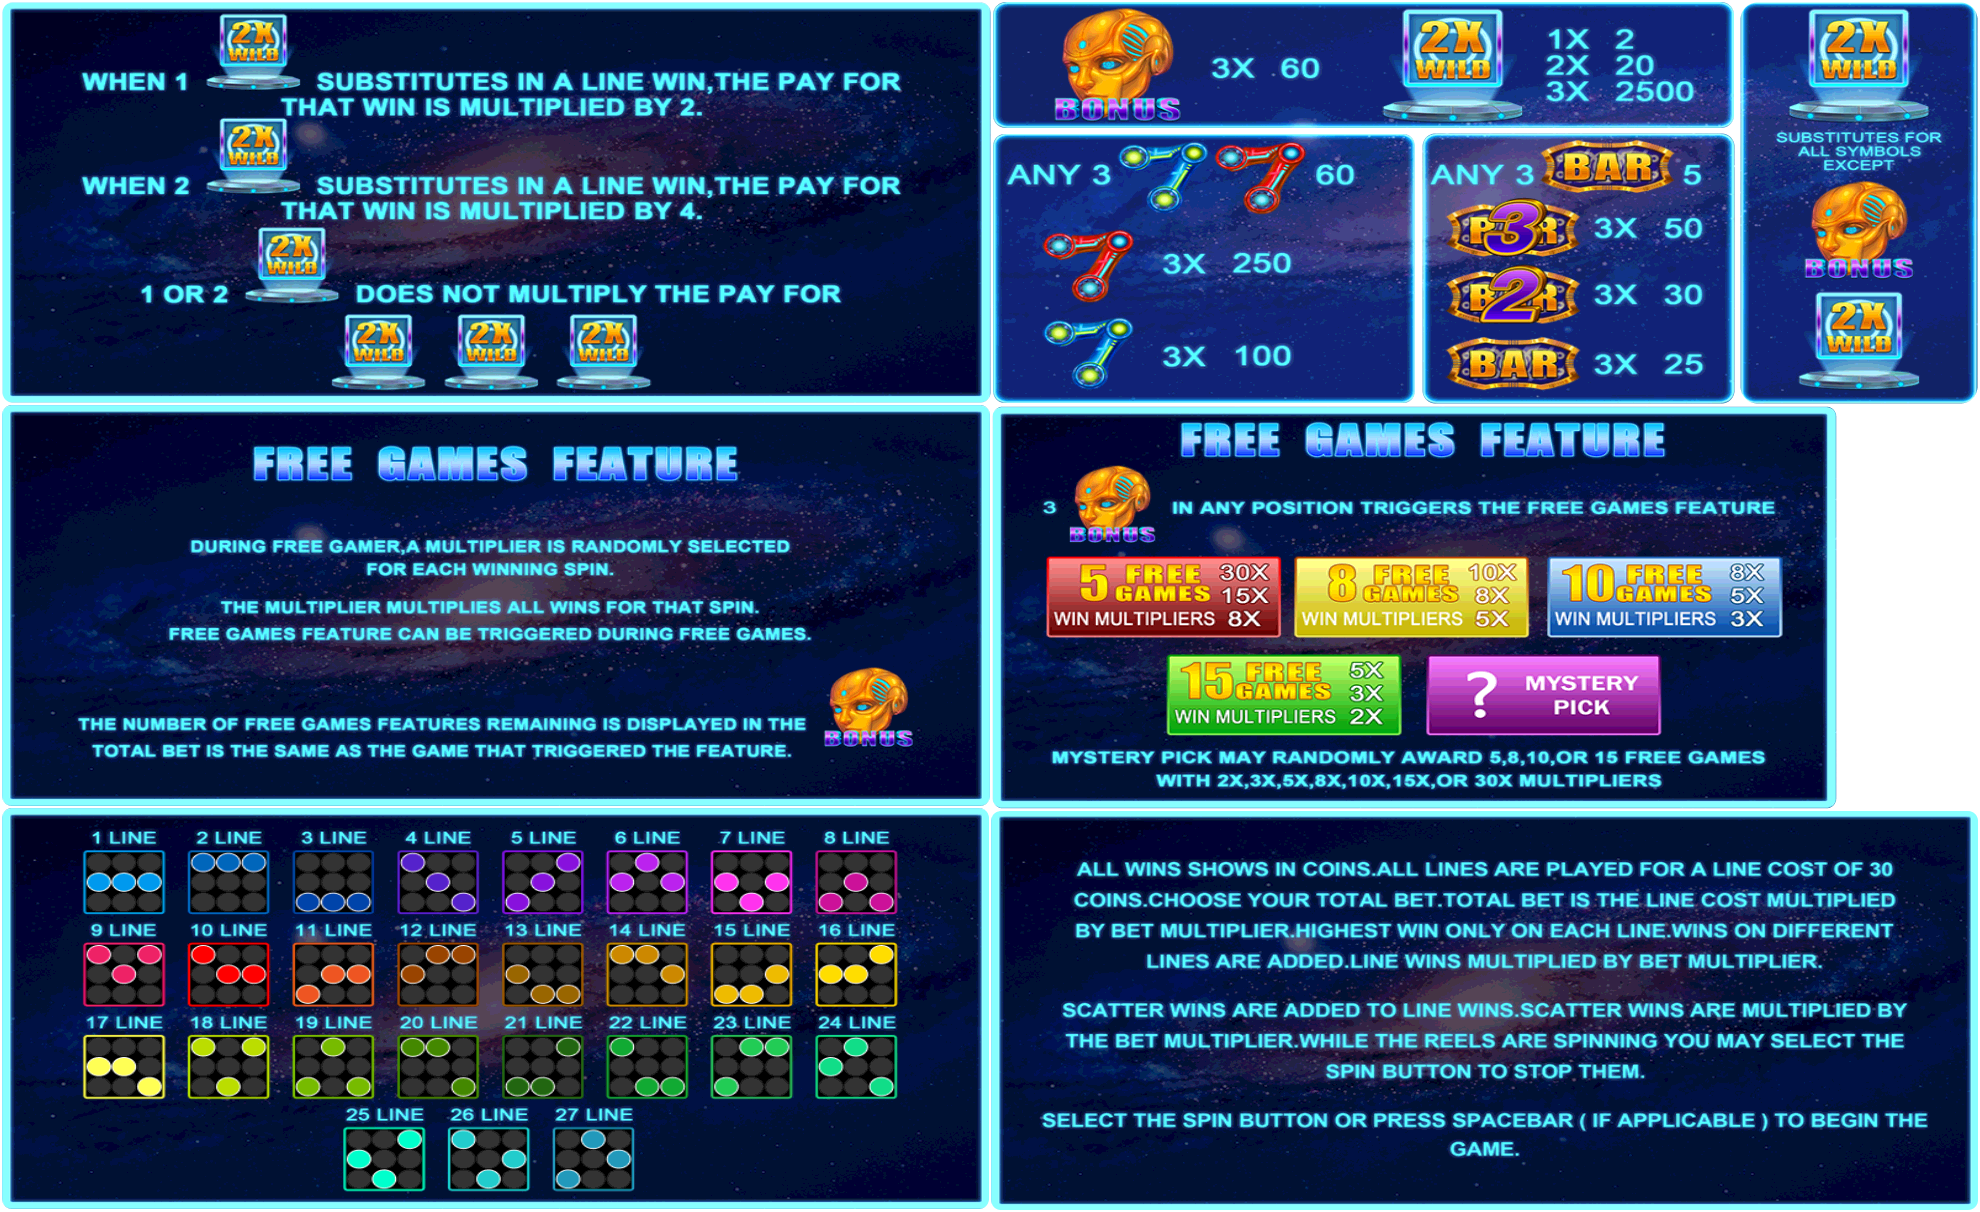 2X WILD
WHEN 1 SUBSTITUTES IN A LINE WIN,THE PAY FOR
THAT WIN IS MULTIPLIED BY 2.
2X WILD
WHEN 2 SUBSTITUTES IN A LINE WIN,THE PAY FOR
THAT WIN IS MULTIPLIED BY 4.
2X WILD
1 OR 2 DOES NOT MULTIPLY THE PAY FOR
2X WILD 2X WILD 2X WILD
BONUS 3X 60
2X WILD
1X 2
2X 20
3X 2500
ANY 3 7 7 60
7 3X 250
7 3X 100
ANY 3 BAR 5
3 BAR 3X 50
2 BAR 3X 30
BAR 3X 25
2X WILD
SUBSTITUTES FOR
ALL SYMBOLS
EXCEPT
BONUS
2X WILD
FREE GAMES FEATURE
DURING FREE GAMER,A MULTIPLIER IS RANDOMLY SELECTED
FOR EACH WINNING SPIN.
THE MULTIPLIER MULTIPLIES ALL WINS FOR THAT SPIN.
FREE GAMES FEATURE CAN BE TRIGGERED DURING FREE GAMES.
THE NUMBER OF FREE GAMES FEATURES REMAINING IS DISPLAYED IN THE
TOTAL BET IS THE SAME AS THE GAME THAT TRIGGERED THE FEATURE.
BONUS
FREE GAMES FEATURE
3 BONUS IN ANY POSITION TRIGGERS THE FREE GAMES FEATURE
5 FREE GAMES 30X 15X
WIN MULTIPLIERS 8X
8 FREE GAMES 10X 8X
WIN MULTIPLIERS 5X
10 FREE GAMES 8X 5X
WIN MULTIPLIERS 3X
15 FREE GAMES 5X 3X
WIN MULTIPLIERS 2X
? MYSTERY
PICK
MYSTERY PICK MAY RANDOMLY AWARD 5,8,10,OR 15 FREE GAMES
WITH 2X,3X,5X,8X,10X,15X,OR 30X MULTIPLIERS
1 LINE 2 LINE 3 LINE 4 LINE 5 LINE 6 LINE 7 LINE 8 LINE
9 LINE 10 LINE 11 LINE 12 LINE 13 LINE 14 LINE 15 LINE 16 LINE
17 LINE 18 LINE 19 LINE 20 LINE 21 LINE 22 LINE 23 LINE 24 LINE
25 LINE 26 LINE 27 LINE
ALL WINS SHOWS IN COINS.ALL LINES ARE PLAYED FOR A LINE COST OF 30
COINS.CHOOSE YOUR TOTAL BET.TOTAL BET IS THE LINE COST MULTIPLIED
BY BET MULTIPLIER.HIGHEST WIN ONLY ON EACH LINE.WINS ON DIFFERENT
LINES ARE ADDED.LINE WINS MULTIPLIED BY BET MULTIPLIER.
SCATTER WINS ARE ADDED TO LINE WINS.SCATTER WINS ARE MULTIPLIED BY
THE BET MULTIPLIER.WHILE THE REELS ARE SPINNING YOU MAY SELECT THE
SPIN BUTTON TO STOP THEM.
SELECT THE SPIN BUTTON OR PRESS SPACEBAR ( IF APPLICABLE ) TO BEGIN THE
GAME.